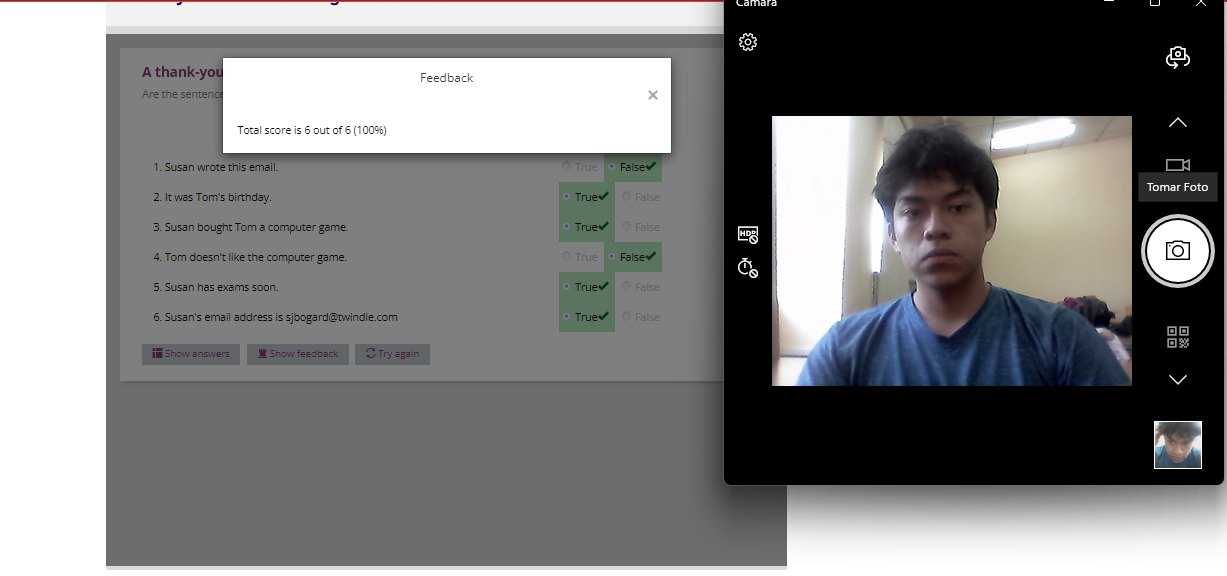 Cámara
A thank-you
Are the sentence
Feedback
Total score is 6 out of 6 (100%)
1. Susan wrote this email. True False
2. It was Tom's birthday. True False
3. Susan bought Tom a computer game. True False
4. Tom doesn't like the computer game. True False
5. Susan has exams soon. True False
6. Susan's email address is sjbogard@twindle.com True False
Show answers Show feedback Try again
HDR
Tomar Foto